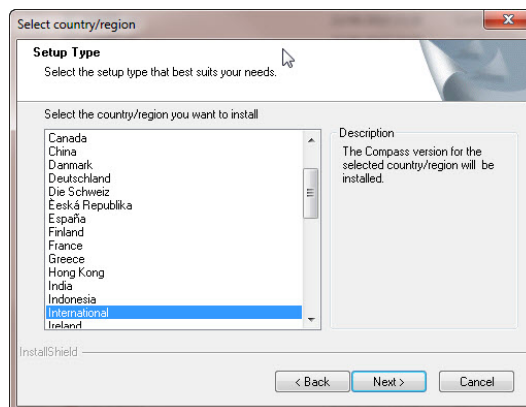 Select country/region
Setup Type
Select the setup type that best suits your needs.
Select the country/region you want to install
Canada
China
Danmark
Deutschland
Die Schweiz
Èeská Republika
España
Finland
France
Greece
Hong Kong
India
Indonesia
International
Ireland
Description
The Compass version for the
selected country/region will be
installed.
InstallShield
< Back
Next >
Cancel